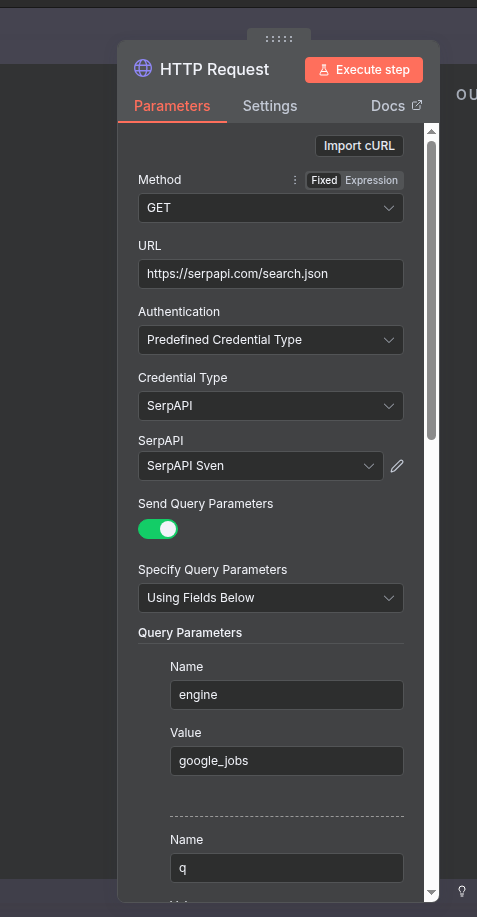 HTTP Request
Execute step
Parameters
Settings
Docs
OU
Import cURL
Method
Fixed
Expression
GET
URL
https://serpapi.com/search.json
Authentication
Predefined Credential Type
Credential Type
SerpAPI
SerpAPI
SerpAPI Sven
Send Query Parameters
Specify Query Parameters
Using Fields Below
Query Parameters
Name
engine
Value
google_jobs
Name
q